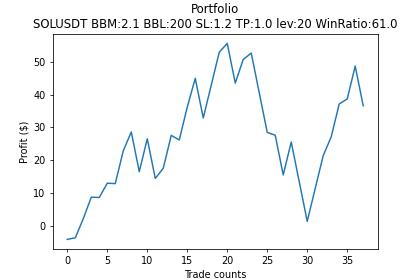 Portfolio
SOLUSDT BBM:2.1 BBL:200 SL:1.2 TP:1.0 lev:20 WinRatio:61.0
50
40
30
20
10
0
Profit ($)
0 5 10 15 20 25 30 35
Trade counts